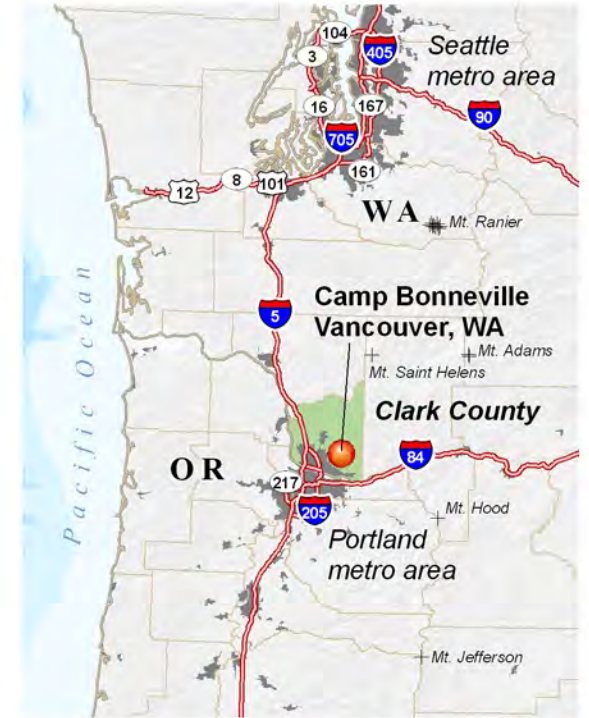 104
405
3
Seattle
metro area
16
167
90
705
161
8
101
12
WA
Mt. Ranier
Pacific Ocean
Camp Bonneville
Vancouver, WA
5
Mt. Adams
Mt. Saint Helens
Clark County
84
OR
217
205
Mt. Hood
Portland
metro area
Mt. Jefferson